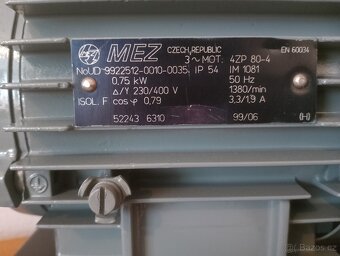 MEZ CZECH REPUBLIC EN 60034
3~MOT. 4ZP 80-4
No/UD 9922512-0010-0035 IP 54 IM 1081
0,75 kW 50 Hz
Δ/Y 230/400 V 1380/min
ISOL. F cos φ 0,79 3,3/1,9 A
52243 6310 99/06